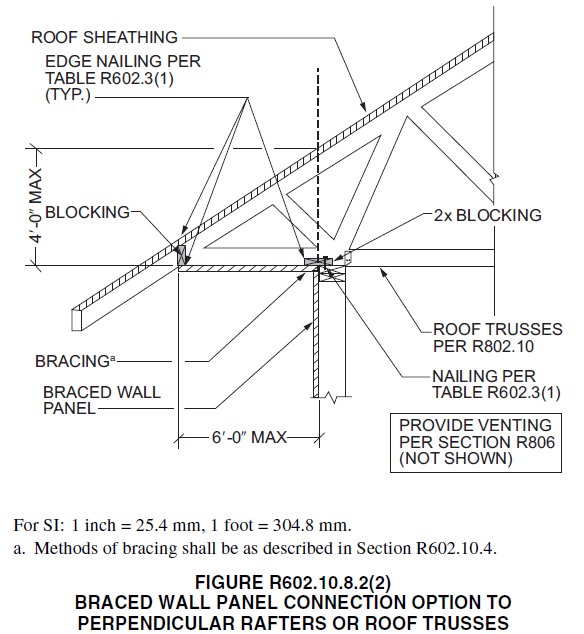 ROOF SHEATHING
EDGE NAILING PER
TABLE R602.3(1)
(TYP.)
4′-0″ MAX
BLOCKING
2x BLOCKING
ROOF TRUSSES
PER R802.10
BRACINGᵃ
NAILING PER
TABLE R602.3(1)
BRACED WALL
PANEL
6′-0″ MAX
PROVIDE VENTING
PER SECTION R806
(NOT SHOWN)
For SI: 1 inch = 25.4 mm, 1 foot = 304.8 mm.
a. Methods of bracing shall be as described in Section R602.10.4.
FIGURE R602.10.8.2(2)
BRACED WALL PANEL CONNECTION OPTION TO
PERPENDICULAR RAFTERS OR ROOF TRUSSES